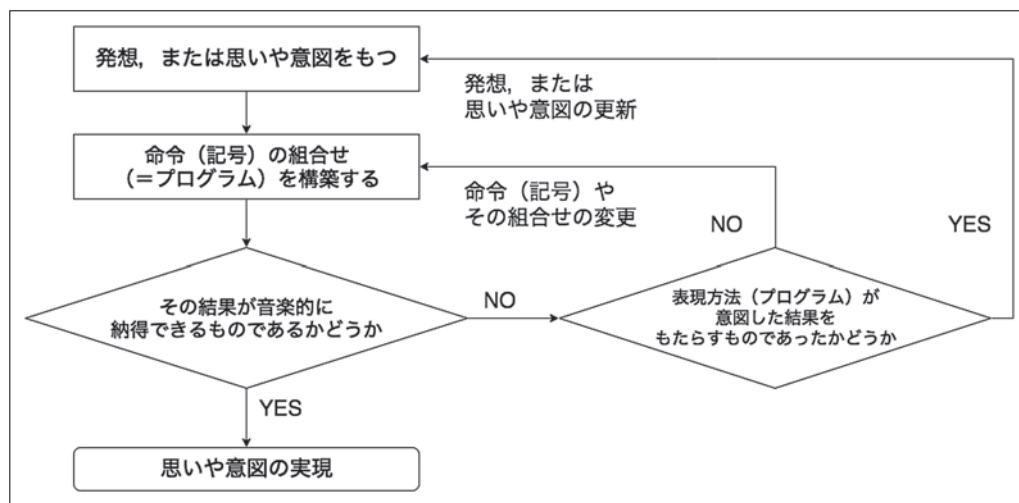 発想，または思いや意図をもつ
発想，または
思いや意図の更新
命令（記号）の組合せ
（＝プログラム）を構築する
命令（記号）や
その組合せの変更
NO
YES
その結果が音楽的に
納得できるものであるかどうか
NO
表現方法（プログラム）が
意図した結果を
もたらすものであったかどうか
YES
思いや意図の実現